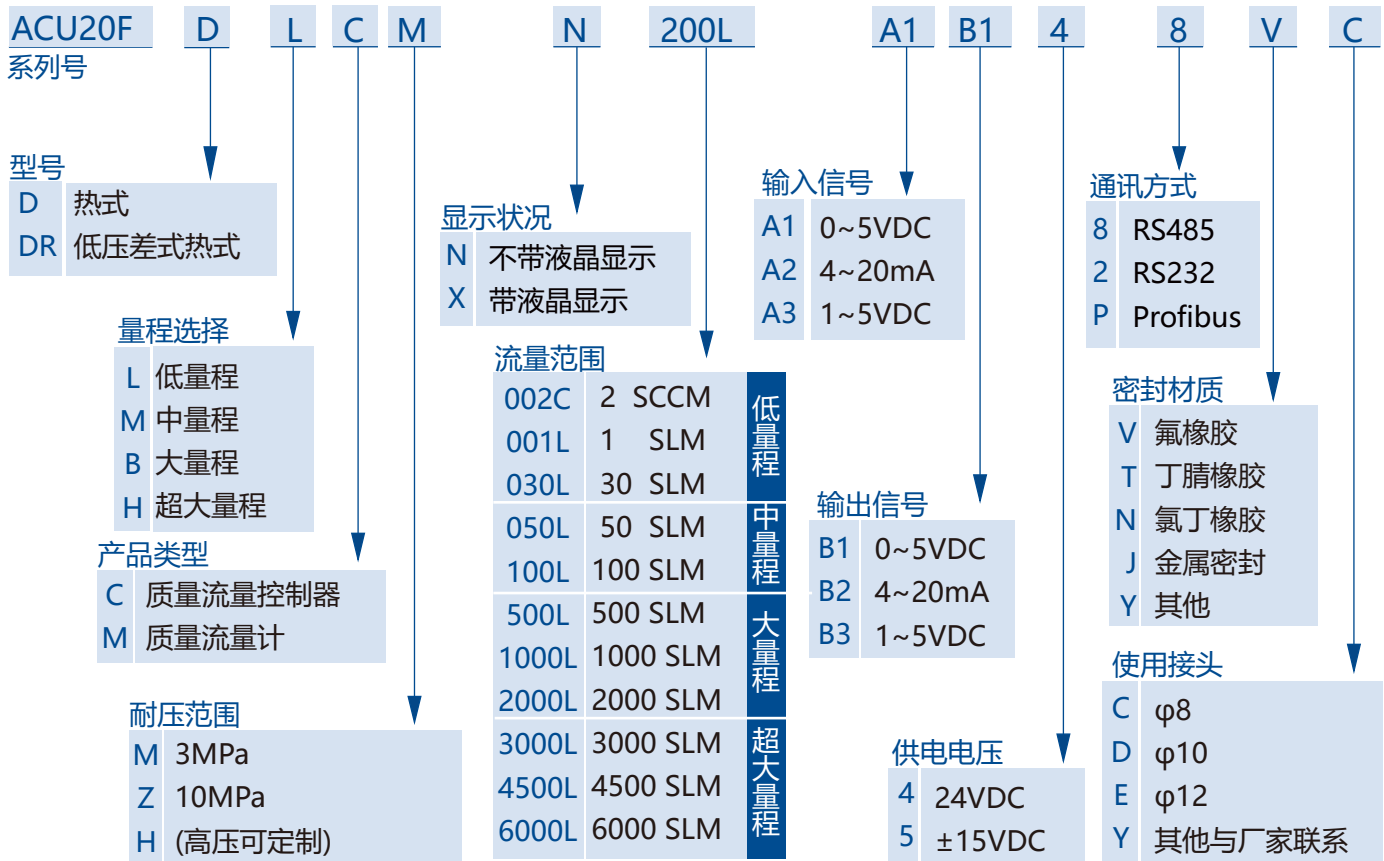 ACU20F D L C M N 200L A1 B1 4 8 V C
系列号
型号
D 热式
DR 低压差式热式
量程选择
L 低量程
M 中量程
B 大量程
H 超大量程
产品类型
C 质量流量控制器
M 质量流量计
耐压范围
M 3MPa
Z 10MPa
H (高压可定制)
显示状况
N 不带液晶显示
X 带液晶显示
流量范围
002C 2 SCCM
001L 1 SLM
030L 30 SLM
低量程
050L 50 SLM
100L 100 SLM
中量程
500L 500 SLM
1000L 1000 SLM
2000L 2000 SLM
大量程
3000L 3000 SLM
4500L 4500 SLM
6000L 6000 SLM
超大量程
输入信号
A1 0~5VDC
A2 4~20mA
A3 1~5VDC
输出信号
B1 0~5VDC
B2 4~20mA
B3 1~5VDC
供电电压
4 24VDC
5 ±15VDC
通讯方式
8 RS485
2 RS232
P Profibus
密封材质
V 氟橡胶
T 丁腈橡胶
N 氯丁橡胶
J 金属密封
Y 其他
使用接头
C φ8
D φ10
E φ12
Y 其他与厂家联系